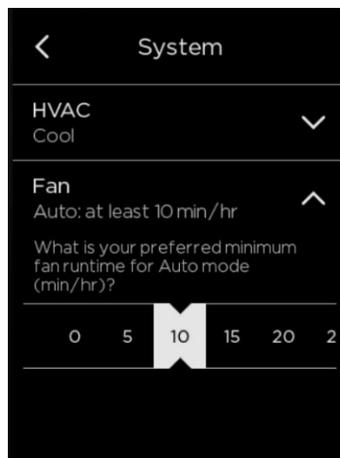 System
HVAC
Cool
Fan
Auto: at least 10 min/hr
What is your preferred minimum
fan runtime for Auto mode
(min/hr)?
0 5 10 15 20 2